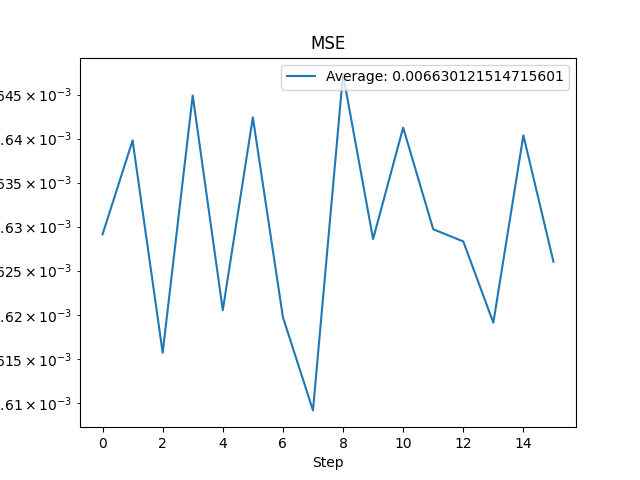 MSE
Average: 0.006630121514715601
645 × 10⁻³
.64 × 10⁻³
635 × 10⁻³
.63 × 10⁻³
625 × 10⁻³
.62 × 10⁻³
615 × 10⁻³
.61 × 10⁻³
0 2 4 6 8 10 12 14
Step